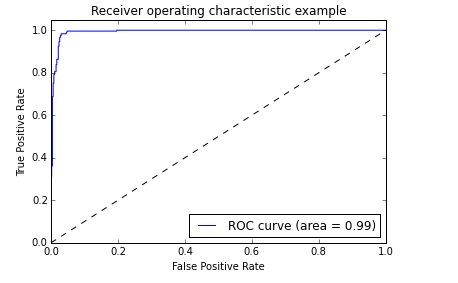 Receiver operating characteristic example
1.0
0.8
0.6
0.4
0.2
0.0
True Positive Rate
ROC curve (area = 0.99)
0.0 0.2 0.4 0.6 0.8 1.0
False Positive Rate